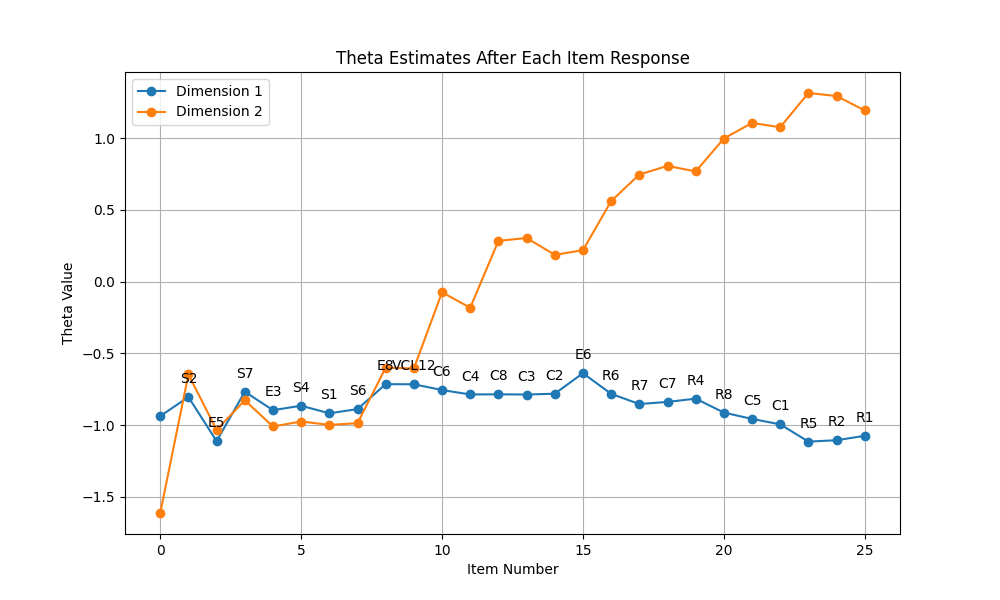 Theta Estimates After Each Item Response
Dimension 1
Dimension 2
Theta Value
1.0
0.5
0.0
−0.5
−1.0
−1.5
S2
E5
S7
E3
S4
S1
S6
E8
VCL12
C6
C4
C8
C3
C2
E6
R6
R7
C7
R4
R8
C5
C1
R5
R2
R1
0 5 10 15 20 25
Item Number